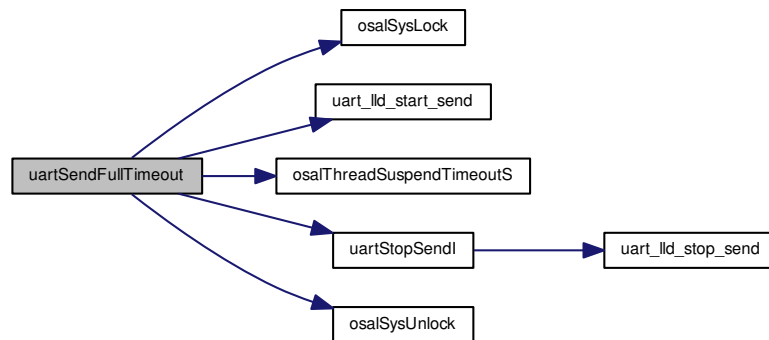 osalSysLock
uart_lld_start_send
uartSendFullTimeout
osalThreadSuspendTimeoutS
uartStopSendI
uart_lld_stop_send
osalSysUnlock